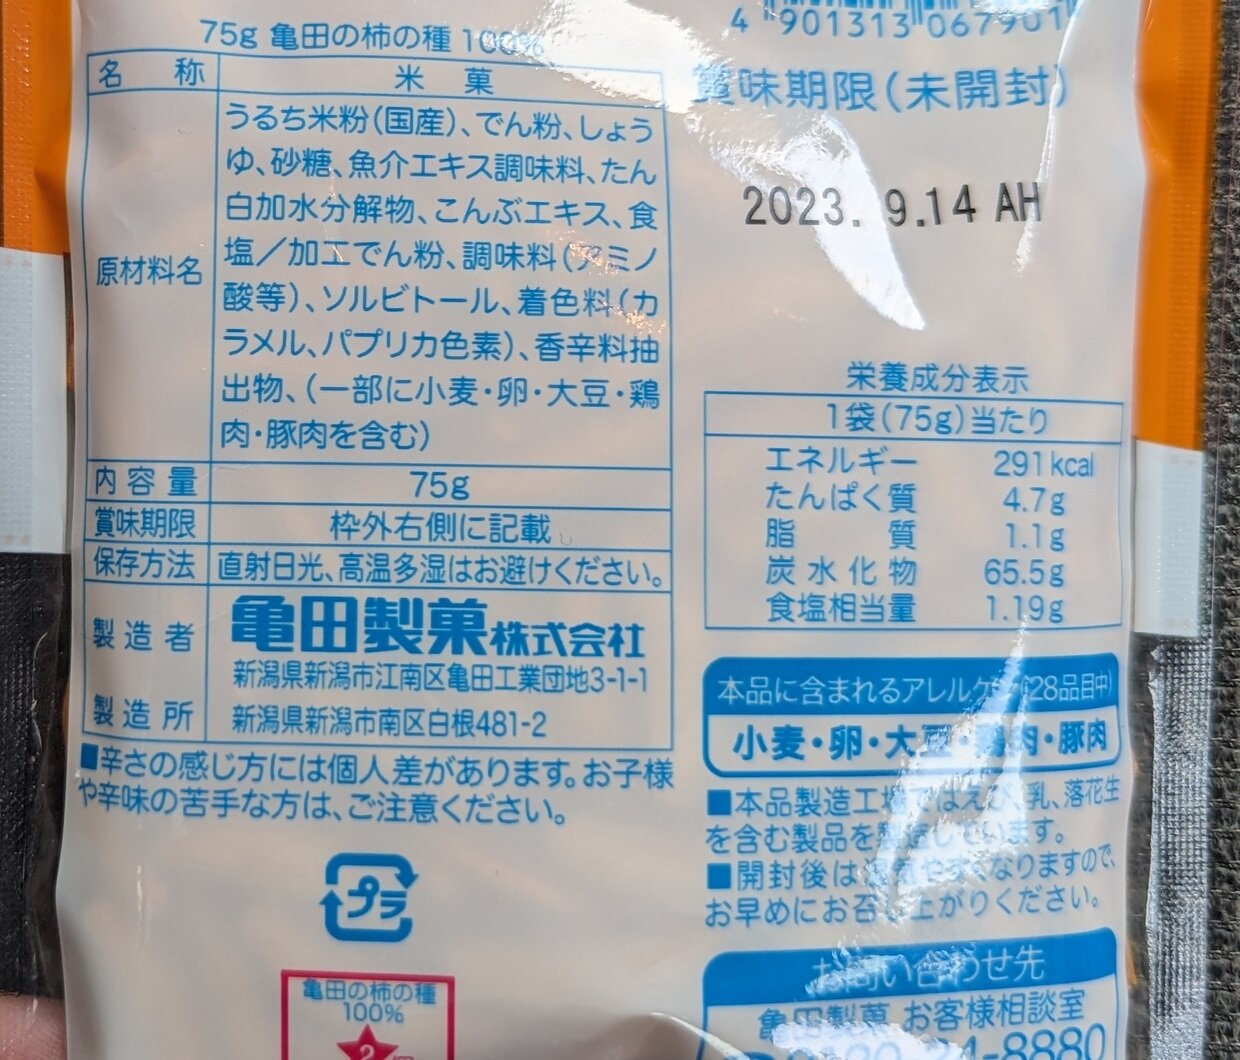 75g 亀田の柿の種 100%
名 称 米 菓
原材料名
うるち米粉(国産)、でん粉、しょう
ゆ、砂糖、魚介エキス調味料、たん
白加水分解物、こんぶエキス、食
塩／加工でん粉、調味料(アミノ
酸等)、ソルビトール、着色料(カ
ラメル、パプリカ色素)、香辛料抽
出物、(一部に小麦・卵・大豆・鶏
肉・豚肉を含む)
内容量 75g
賞味期限 枠外右側に記載
保存方法 直射日光、高温多湿はお避けください。
製造者 亀田製菓株式会社
新潟県新潟市江南区亀田工業団地3-1-1
製造所 新潟県新潟市南区白根481-2
■辛さの感じ方には個人差があります。お子様
や辛味の苦手な方は、ご注意ください。
プラ
亀田の柿の種
100%
2
4 901313 067901
賞味期限(未開封)
2023. 9.14 AH
栄養成分表示
1袋(75g)当たり
エネルギー 291kcal
たんぱく質 4.7g
脂 質 1.1g
炭水化物 65.5g
食塩相当量 1.19g
本品に含まれるアレルゲン(28品目中)
小麦・卵・大豆・鶏肉・豚肉
■本品製造工場ではえび、乳、落花生
を含む製品を製造しています。
■開封後は湿気やすくなりますので、
お早めにお召し上がりください。
お問い合わせ先
亀田製菓 お客様相談室
-8880